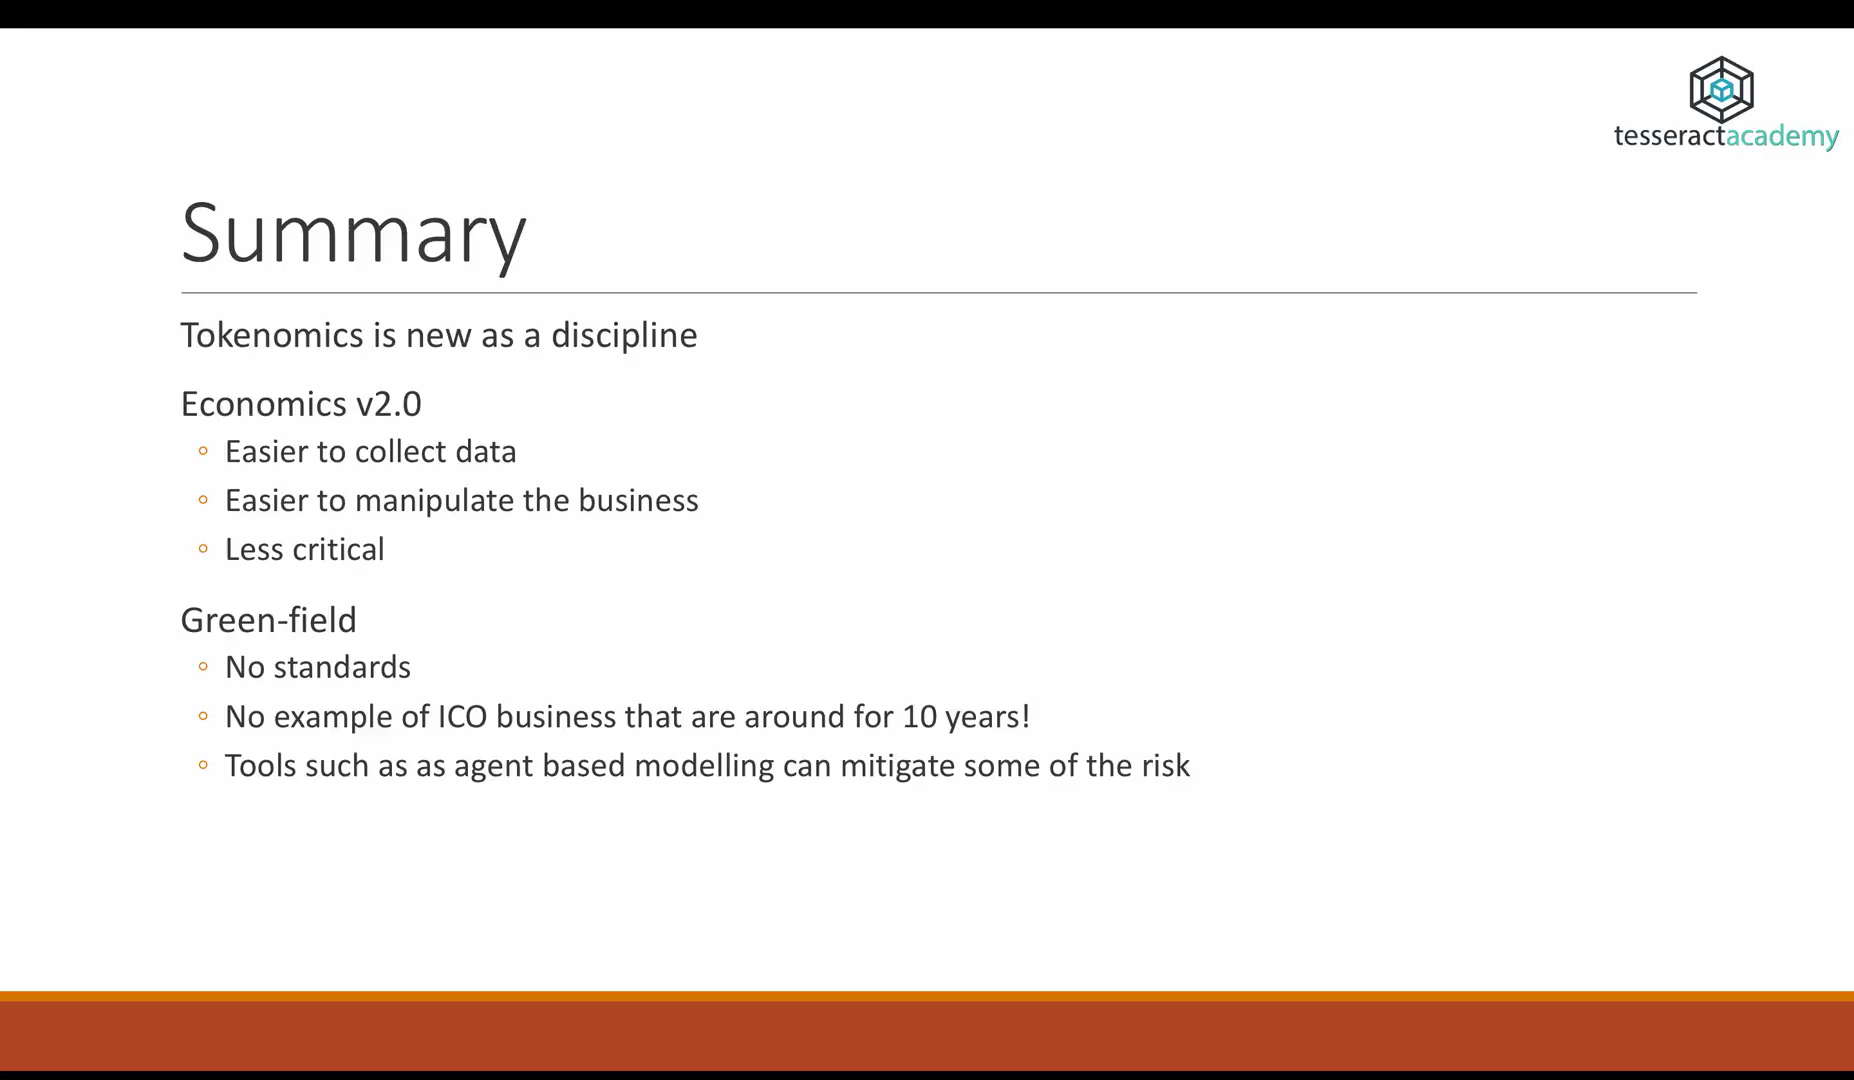 tesseractacademy
Summary
Tokenomics is new as a discipline
Economics v2.0
◦ Easier to collect data
◦ Easier to manipulate the business
◦ Less critical
Green-field
◦ No standards
◦ No example of ICO business that are around for 10 years!
◦ Tools such as as agent based modelling can mitigate some of the risk